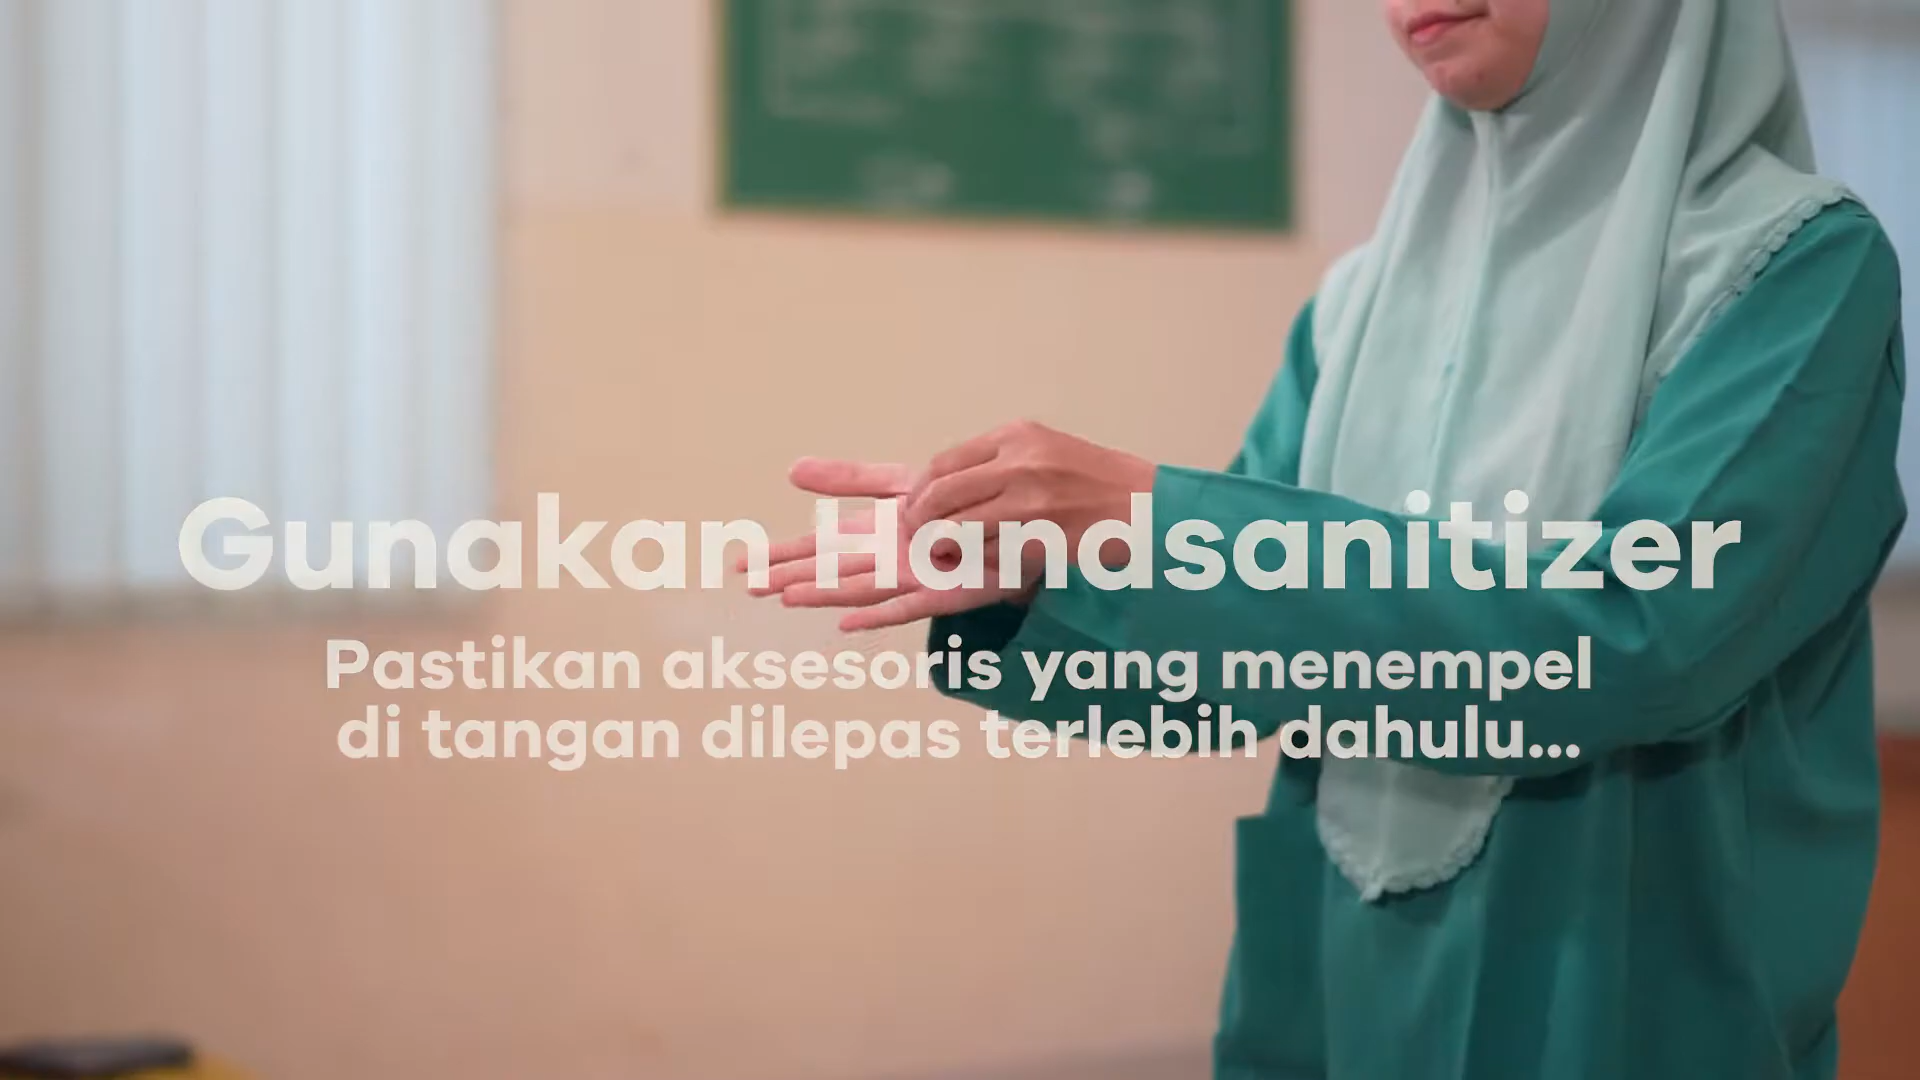 Gunakan Handsanitizer
Pastikan aksesoris yang menempel
di tangan dilepas terlebih dahulu...